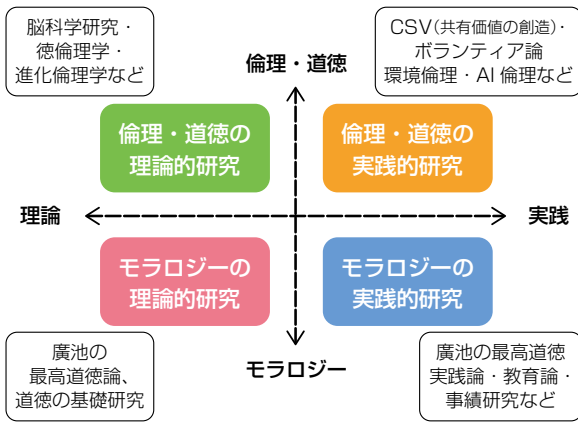 脳科学研究・
徳倫理学・
進化倫理学など
CSV(共有価値の創造)・
ボランティア論
環境倫理・AI 倫理など
倫理・道徳
倫理・道徳の
理論的研究
倫理・道徳の
実践的研究
理論
実践
モラロジーの
理論的研究
モラロジーの
実践的研究
モラロジー
廣池の
最高道徳論、
道徳の基礎研究
廣池の最高道徳
実践論・教育論・
事績研究など